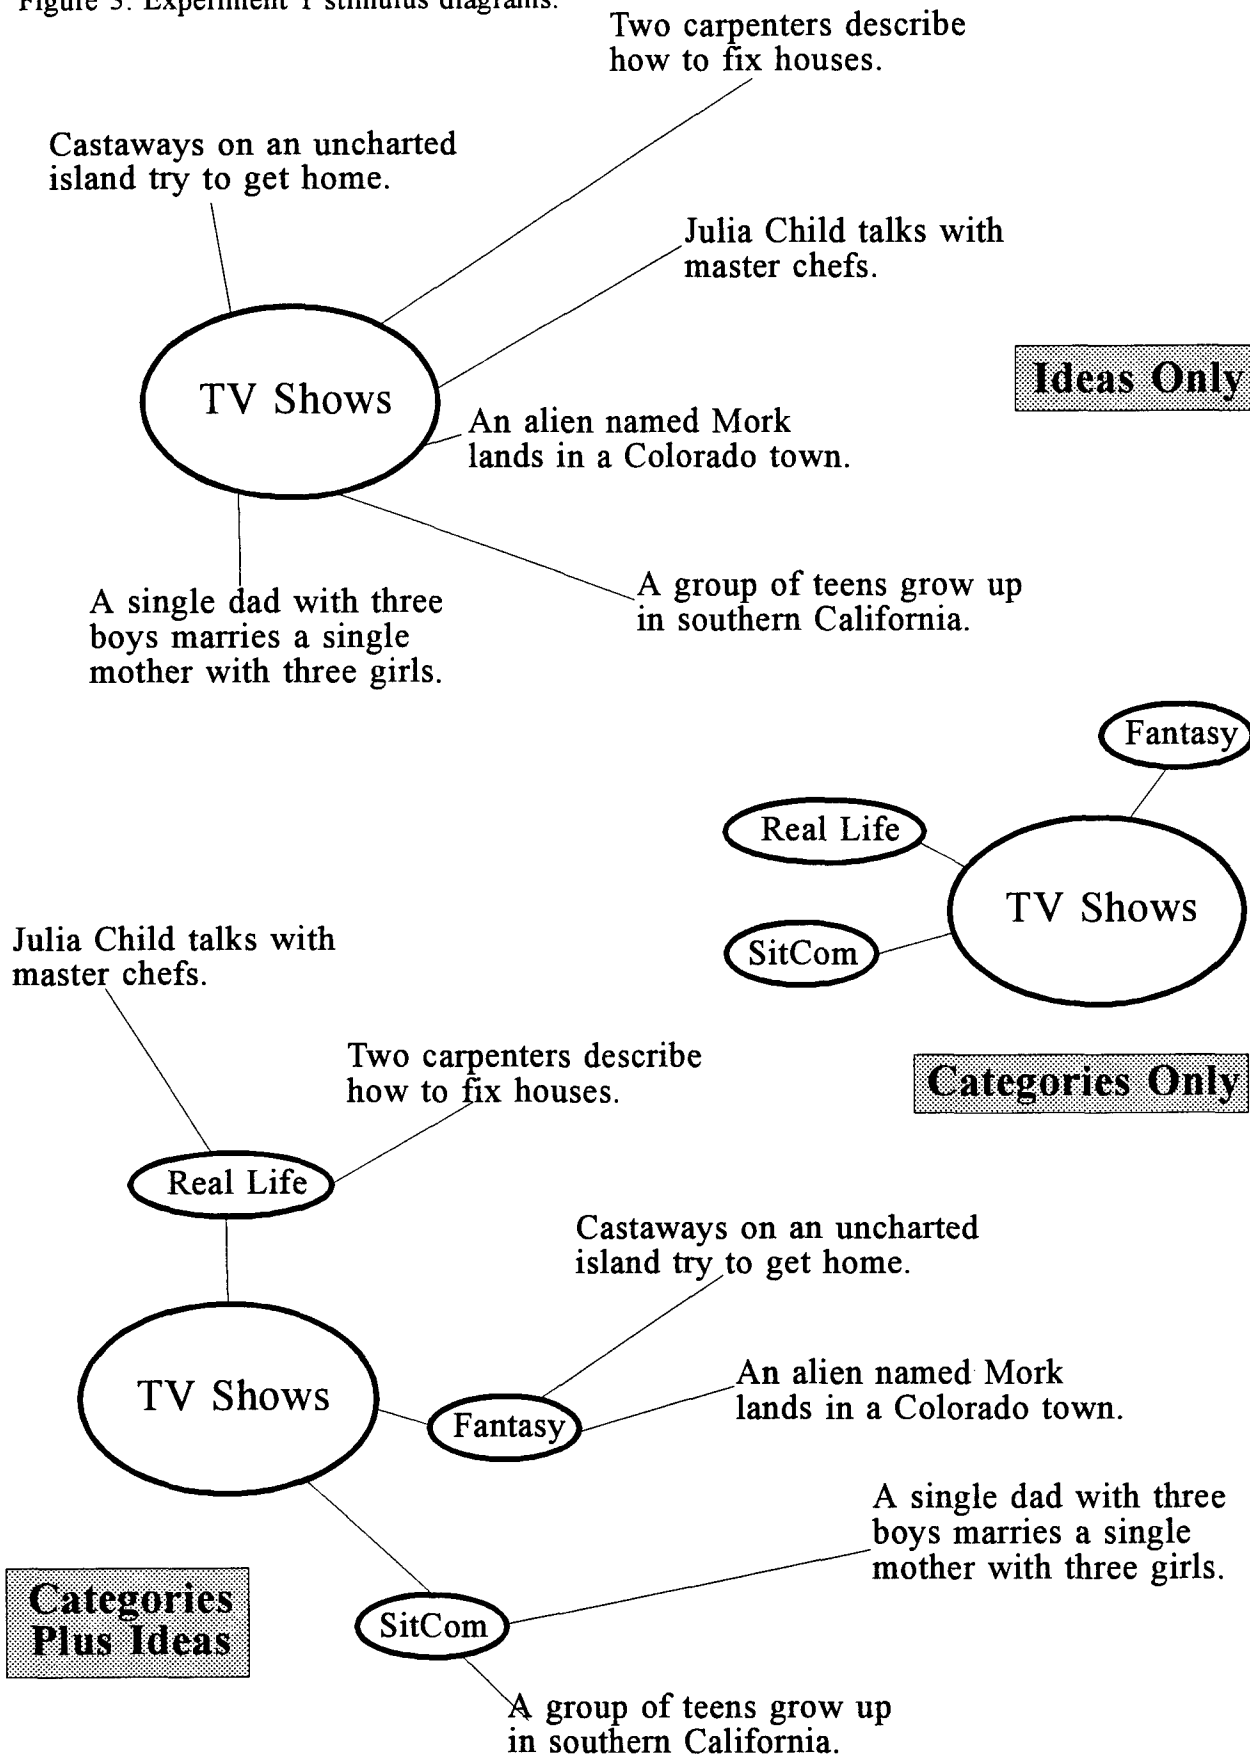 Figure 3. Experiment 1 stimulus diagrams.
Two carpenters describe
how to fix houses.
Castaways on an uncharted
island try to get home.
Julia Child talks with
master chefs.
TV Shows
Ideas Only
An alien named Mork
lands in a Colorado town.
A group of teens grow up
in southern California.
A single dad with three
boys marries a single
mother with three girls.
Fantasy
Real Life
TV Shows
SitCom
Categories Only
Julia Child talks with
master chefs.
Two carpenters describe
how to fix houses.
Real Life
Castaways on an uncharted
island try to get home.
TV Shows
An alien named Mork
lands in a Colorado town.
Fantasy
A single dad with three
boys marries a single
mother with three girls.
Categories
Plus Ideas
SitCom
A group of teens grow up
in southern California.